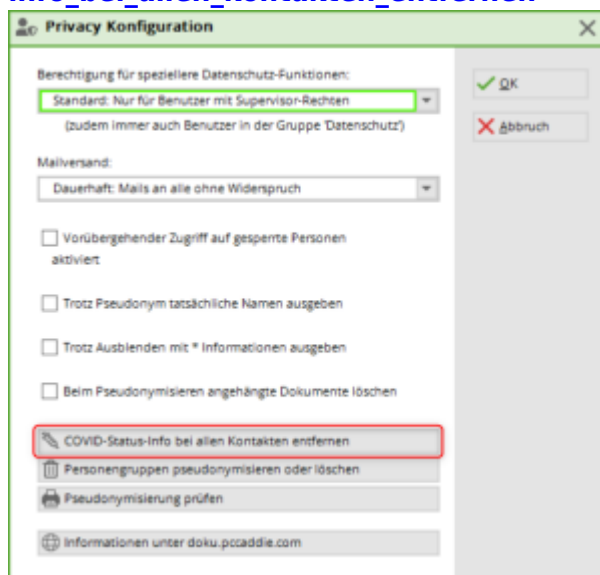 Privacy Konfiguration
Berechtigung für speziellere Datenschutz-Funktionen:
Standard: Nur für Benutzer mit Supervisor-Rechten
(zudem immer auch Benutzer in der Gruppe 'Datenschutz')
OK
Abbruch
Mailversand:
Dauerhaft: Mails an alle ohne Widerspruch
Vorübergehender Zugriff auf gesperrte Personen
aktiviert
Trotz Pseudonym tatsächliche Namen ausgeben
Trotz Ausblenden mit * Informationen ausgeben
Beim Pseudonymisieren angehängte Dokumente löschen
COVID-Status-Info bei allen Kontakten entfernen
Personengruppen pseudonymisieren oder löschen
Pseudonymisierung prüfen
Informationen unter doku.pccaddie.com